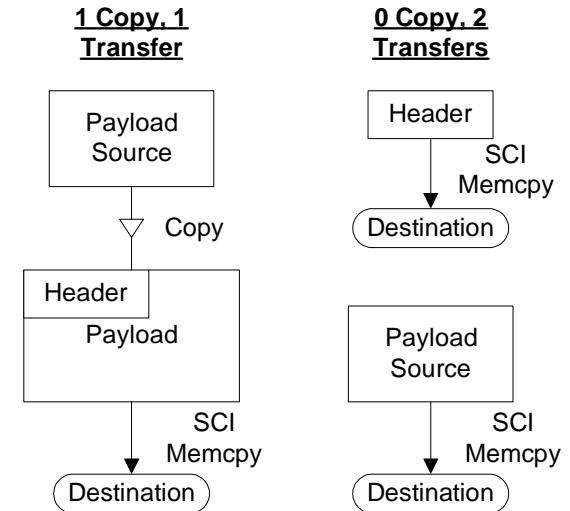 1 Copy, 1
Transfer
Payload
Source
Copy
Header
Payload
SCI
Memcpy
Destination
0 Copy, 2
Transfers
Header
SCI
Memcpy
Destination
Payload
Source
SCI
Memcpy
Destination